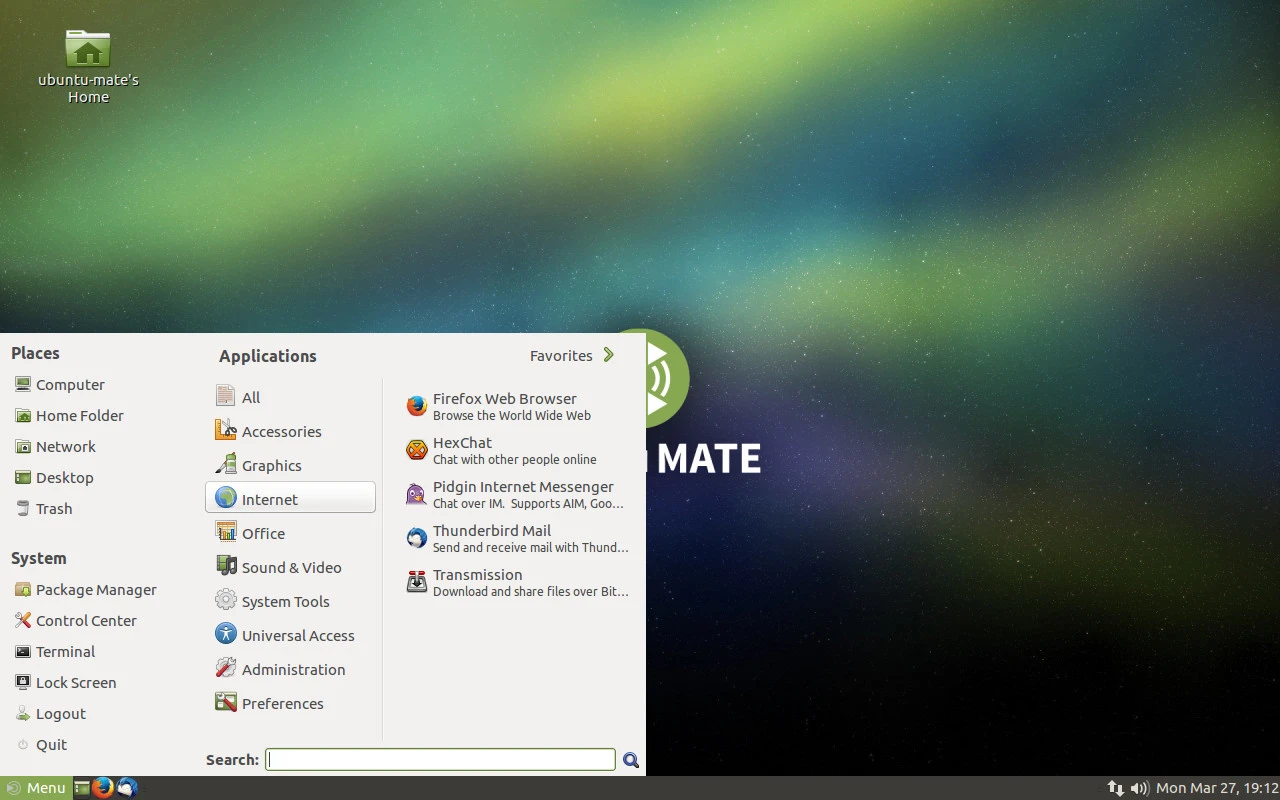 ubuntu-mate's
Home
Places
Computer
Home Folder
Network
Desktop
Trash
System
Package Manager
Control Center
Terminal
Lock Screen
Logout
Quit
Applications
All
Accessories
Graphics
Internet
Office
Sound & Video
System Tools
Universal Access
Administration
Preferences
Favorites
Firefox Web Browser
Browse the World Wide Web
HexChat
Chat with other people online
Pidgin Internet Messenger
Chat over IM.  Supports AIM, Goo...
Thunderbird Mail
Send and receive mail with Thund...
Transmission
Download and share files over Bit...
Search:
MATE
Menu
Mon Mar 27, 19:12